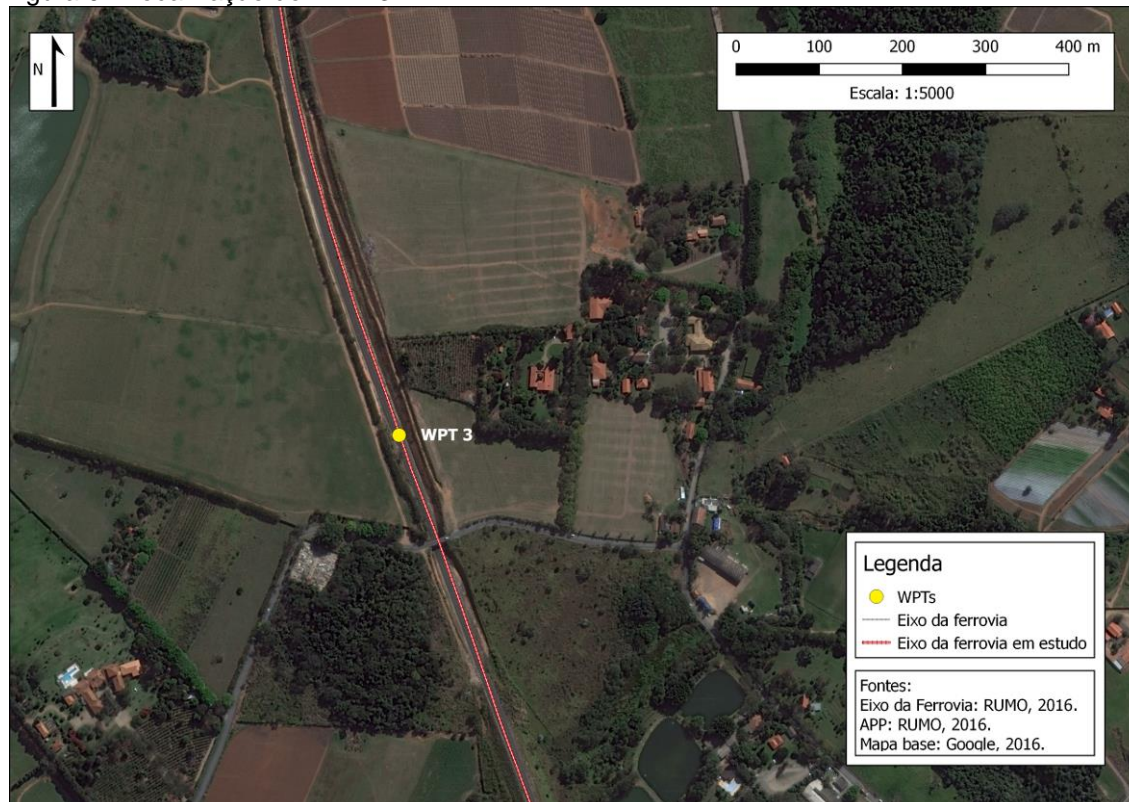 N
0 100 200 300 400 m
Escala: 1:5000
WPT 3
Legenda
WPTs
Eixo da ferrovia
Eixo da ferrovia em estudo
Fontes:
Eixo da Ferrovia: RUMO, 2016.
APP: RUMO, 2016.
Mapa base: Google, 2016.